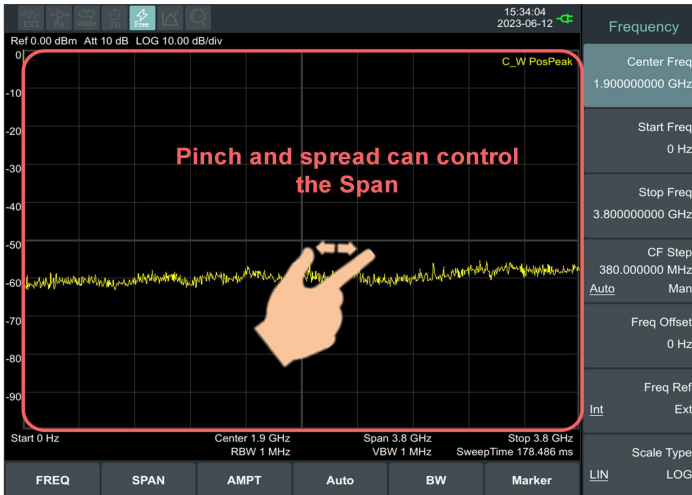 EXT PA Single TG Free
15:34:04
2023-06-12
Ref 0.00 dBm Att 10 dB LOG 10.00 dB/div
C_W PosPeak
0
-10
-20
-30
-40
-50
-60
-70
-80
-90
Pinch and spread can control
the Span
Start 0 Hz Center 1.9 GHz Span 3.8 GHz Stop 3.8 GHz
RBW 1 MHz VBW 1 MHz SweepTime 178.486 ms
FREQ SPAN AMPT Auto BW Marker
Frequency
Center Freq
1.900000000 GHz
Start Freq
0 Hz
Stop Freq
3.800000000 GHz
CF Step
380.000000 MHz
Auto Man
Freq Offset
0 Hz
Freq Ref
Int Ext
Scale Type
LIN LOG